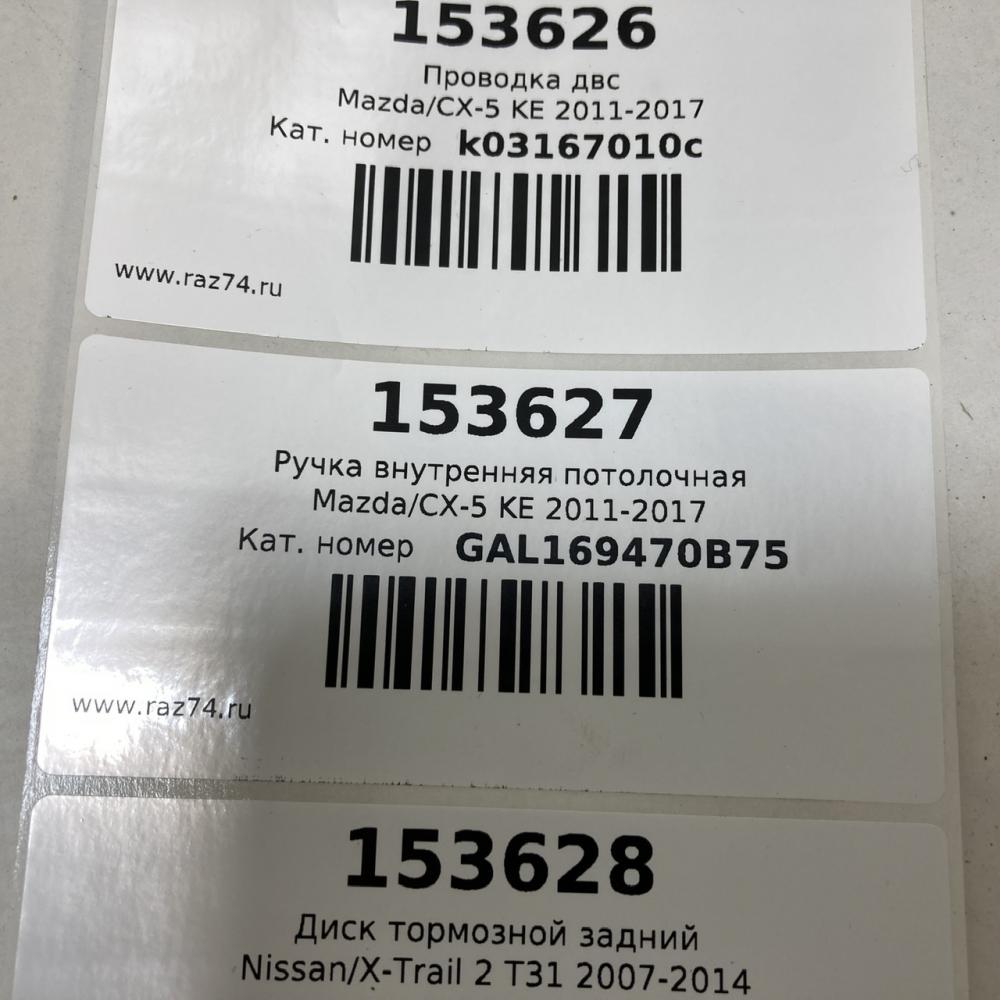 153626
Проводка двс
Mazda/CX-5 KE 2011-2017
Кат. номер k03167010c
www.raz74.ru
153627
Ручка внутренняя потолочная
Mazda/CX-5 KE 2011-2017
Кат. номер GAL169470B75
www.raz74.ru
153628
Диск тормозной задний
Nissan/X-Trail 2 T31 2007-2014